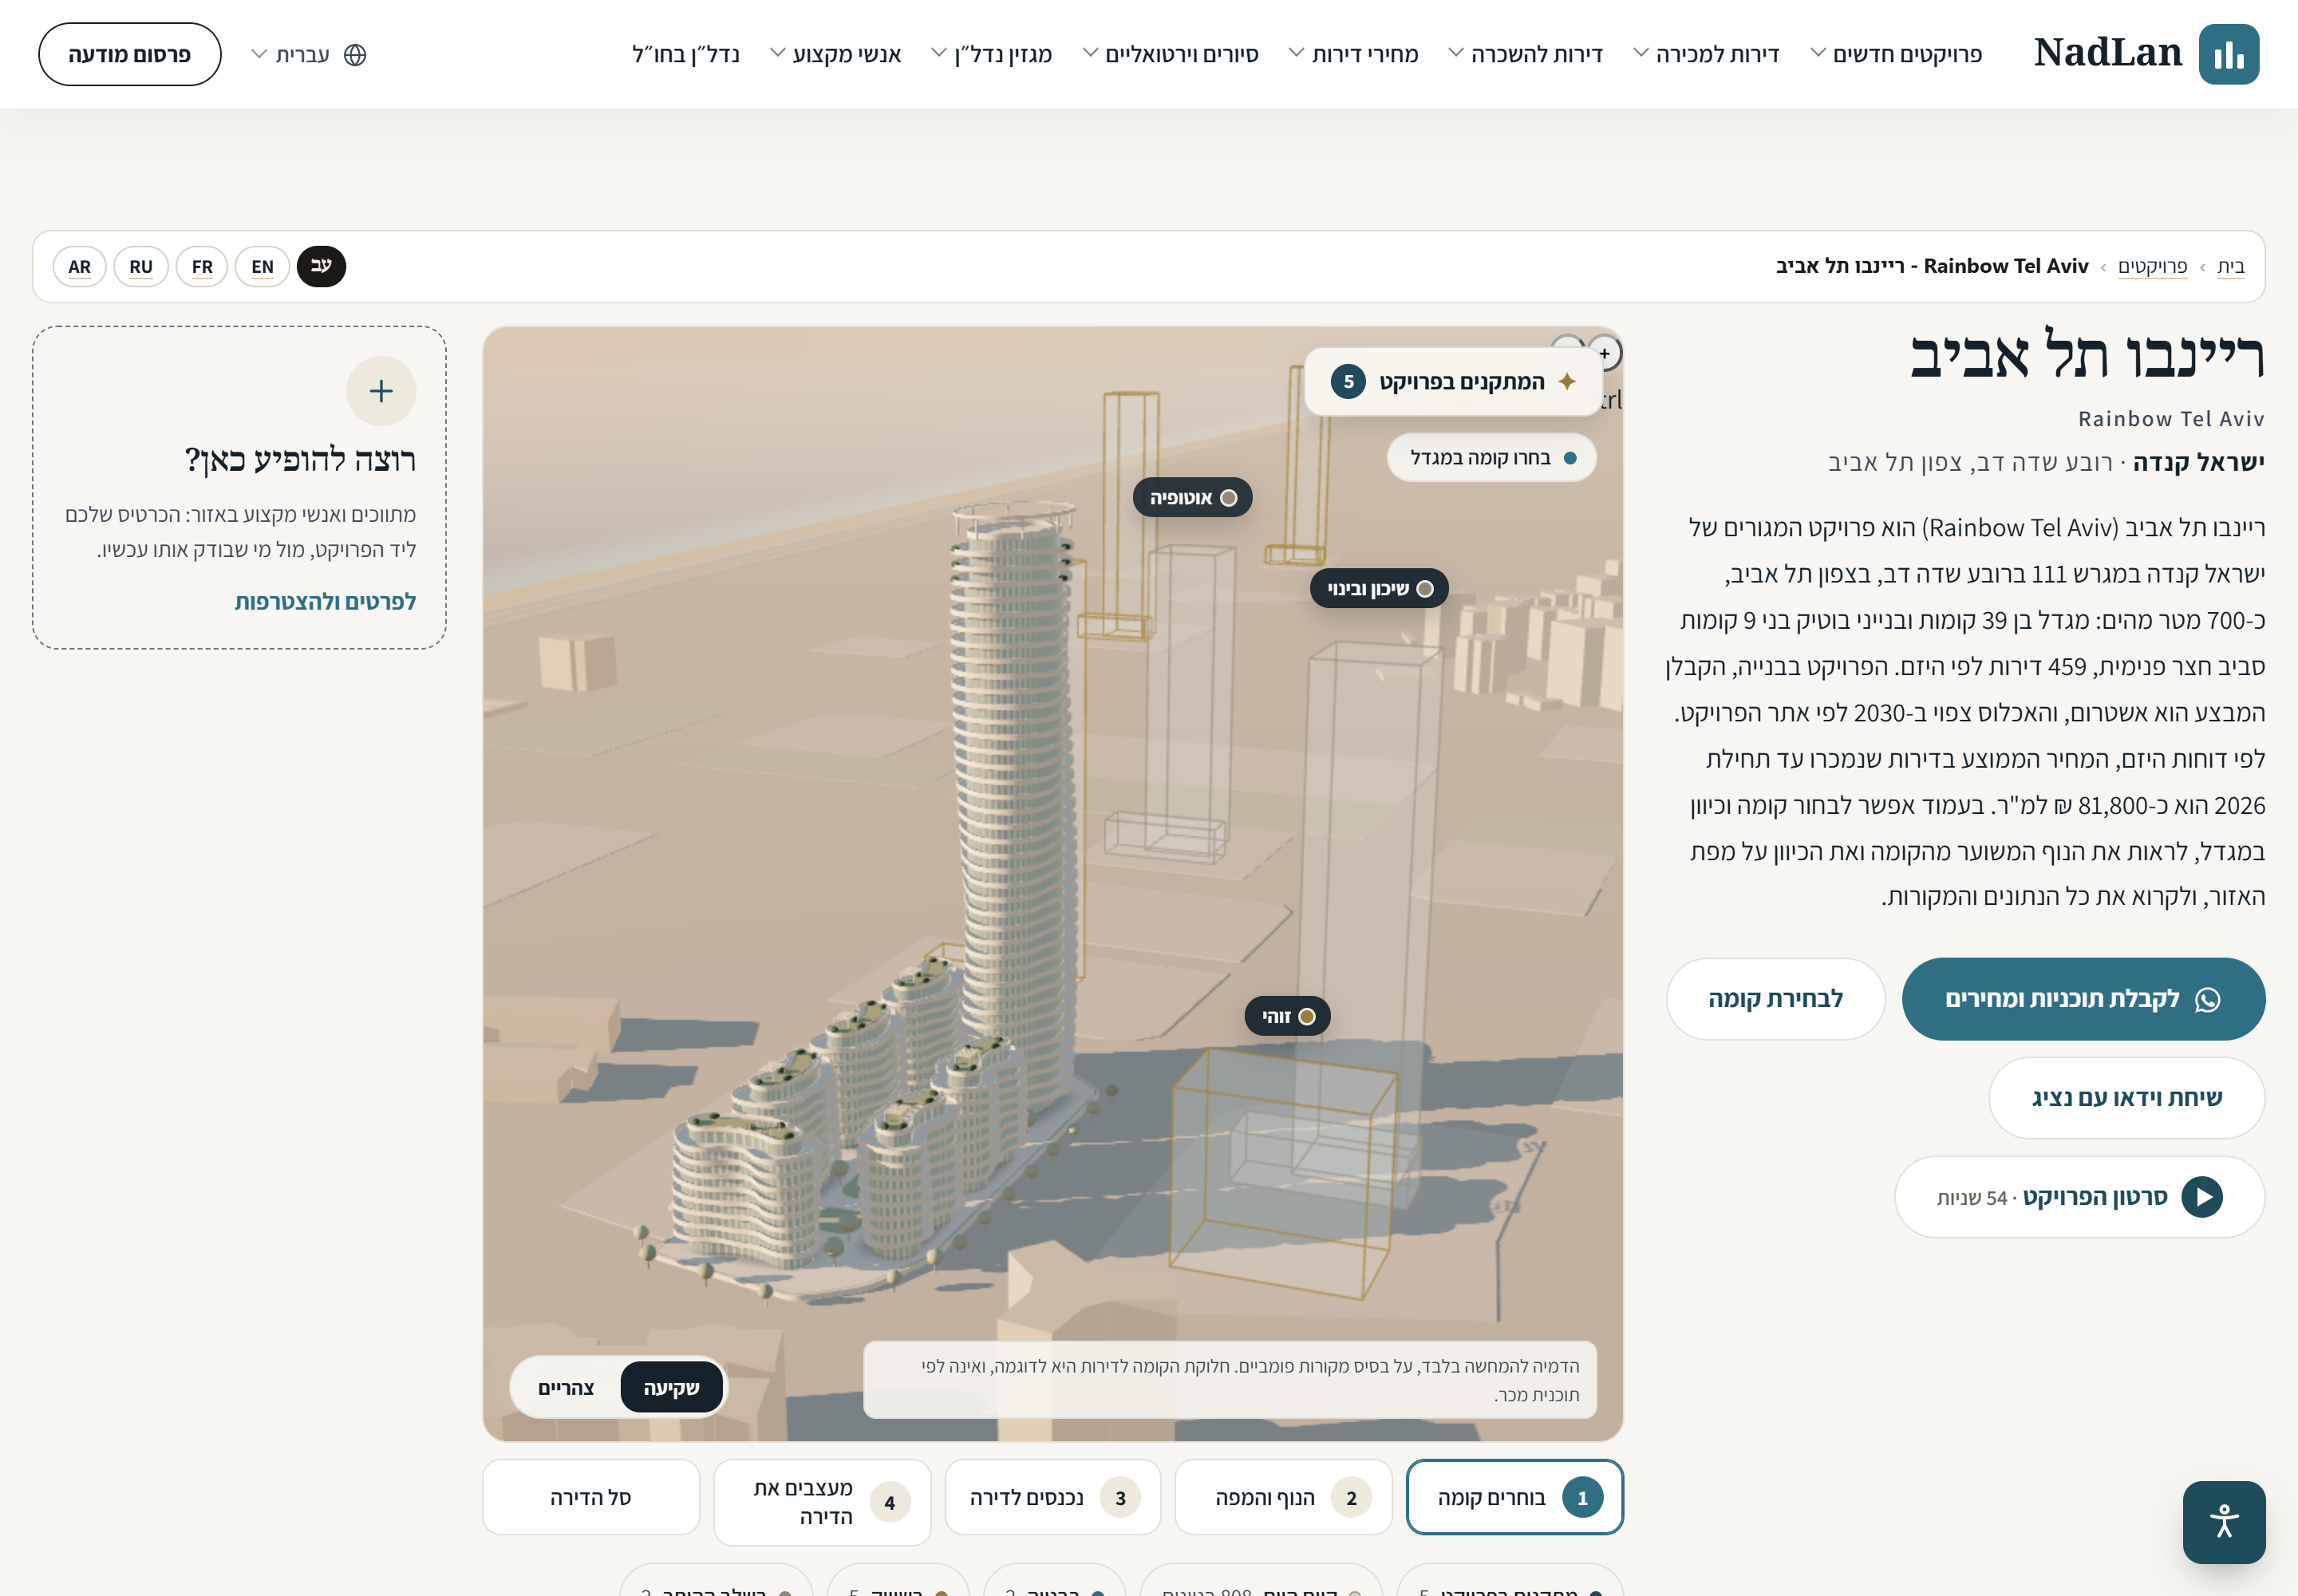 NadLan
פרויקטים חדשים
דירות למכירה
דירות להשכרה
מחירי דירות
סיורים וירטואליים
מגזין נדל״ן
אנשי מקצוע
נדל״ן בחו״ל
עברית
פרסום מודעה
בית › פרויקטים › Rainbow Tel Aviv - ריינבו תל אביב
עב
EN
FR
RU
AR
ריינבו תל אביב
Rainbow Tel Aviv
ישראל קנדה · רובע שדה דב, צפון תל אביב
ריינבו תל אביב (Rainbow Tel Aviv) הוא פרויקט המגורים של
ישראל קנדה במגרש 111 ברובע שדה דב, בצפון תל אביב,
כ-700 מטר מהים: מגדל בן 39 קומות ובנייני בוטיק בני 9 קומות
סביב חצר פנימית, 459 דירות לפי היזם. הפרויקט בבנייה, הקבלן
המבצע הוא אשטרום, והאכלוס צפוי ב-2030 לפי אתר הפרויקט.
לפי דוחות היזם, המחיר הממוצע בדירות שנמכרו עד תחילת
2026 הוא כ-81,800 ₪ למ"ר. בעמוד אפשר לבחור קומה וכיוון
במגדל, לראות את הנוף המשוער מהקומה ואת הכיוון על מפת
האזור, ולקרוא את כל הנתונים והמקורות.
לקבלת תוכניות ומחירים
לבחירת קומה
שיחת וידאו עם נציג
סרטון הפרויקט · 54 שניות
+
המתקנים בפרויקט 5
trl
בחרו קומה במגדל
אוטופיה
שיכון ובינוי
זוהי
הדמיה להמחשה בלבד, על בסיס מקורות פומביים. חלוקת הקומה לדירות היא לדוגמה, ואינה לפי
תוכנית מכר.
שקיעה
צהריים
1 בוחרים קומה
2 הנוף והמפה
3 נכנסים לדירה
4 מעצבים את
הדירה
סל הדירה
רוצה להופיע כאן?
מתווכים ואנשי מקצוע באזור: הכרטיס שלכם
ליד הפרויקט, מול מי שבודק אותו עכשיו.
לפרטים ולהצטרפות